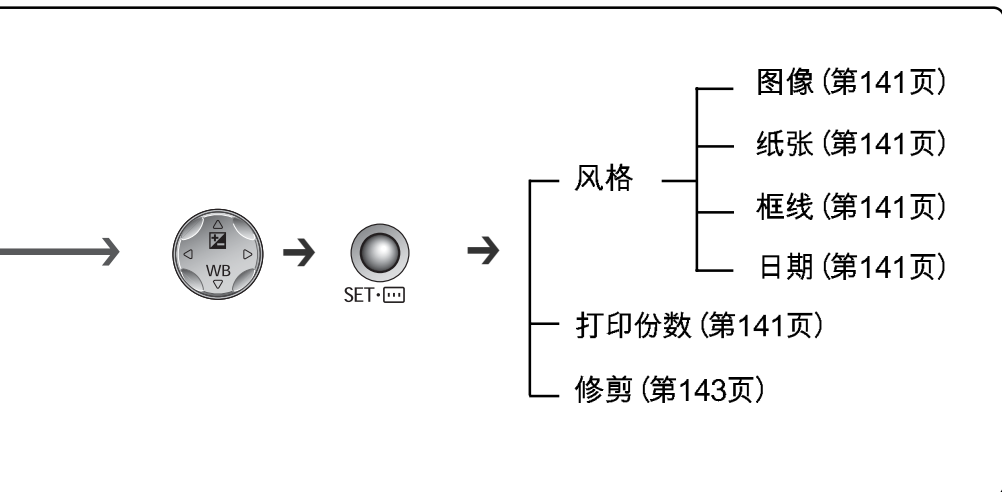 图像 (第141页)
纸张 (第141页)
风格
框线 (第141页)
WB
日期 (第141页)
SET·
打印份数 (第141页)
修剪 (第143页)